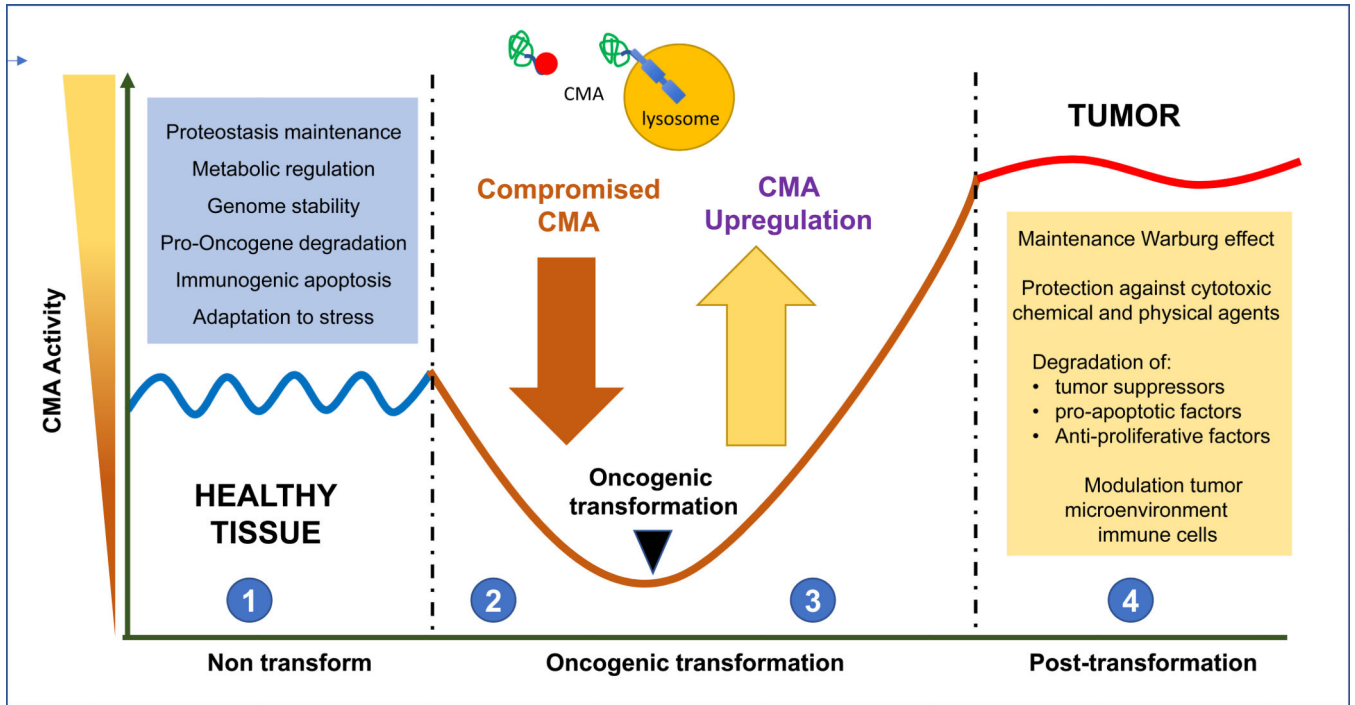 CMA
lysosome
CMA Activity
Proteostasis maintenance
Metabolic regulation
Genome stability
Pro-Oncogene degradation
Immunogenic apoptosis
Adaptation to stress
HEALTHY
TISSUE
Compromised
CMA
CMA
Upregulation
Oncogenic
transformation
TUMOR
Maintenance Warburg effect
Protection against cytotoxic
chemical and physical agents
Degradation of:
• tumor suppressors
• pro-apoptotic factors
• Anti-proliferative factors
Modulation tumor
microenvironment
immune cells
1
2
3
4
Non transform
Oncogenic transformation
Post-transformation